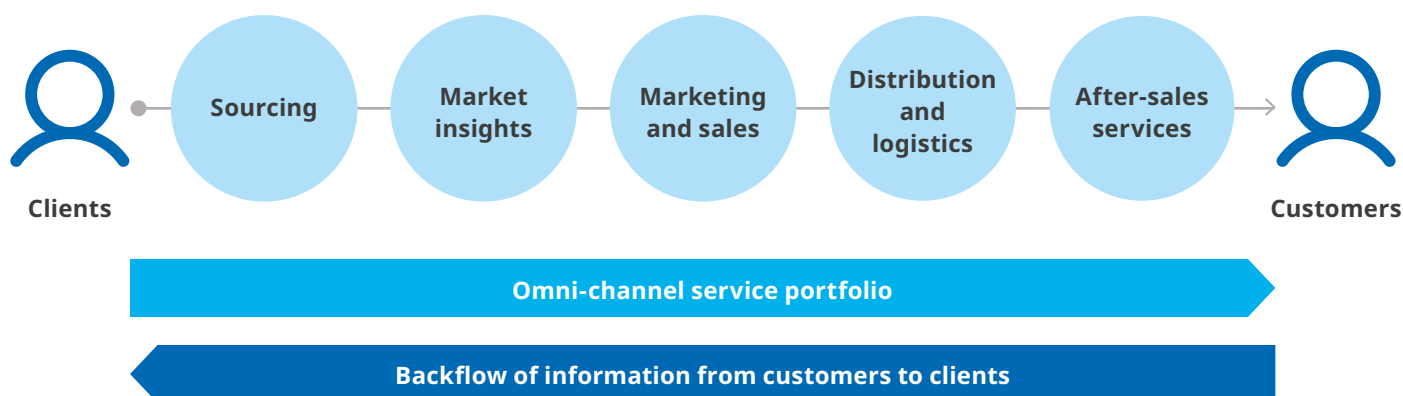 Sourcing
Market
insights
Marketing
and sales
Distribution
and
logistics
After-sales
services
Clients
Customers
Omni-channel service portfolio
Backflow of information from customers to clients